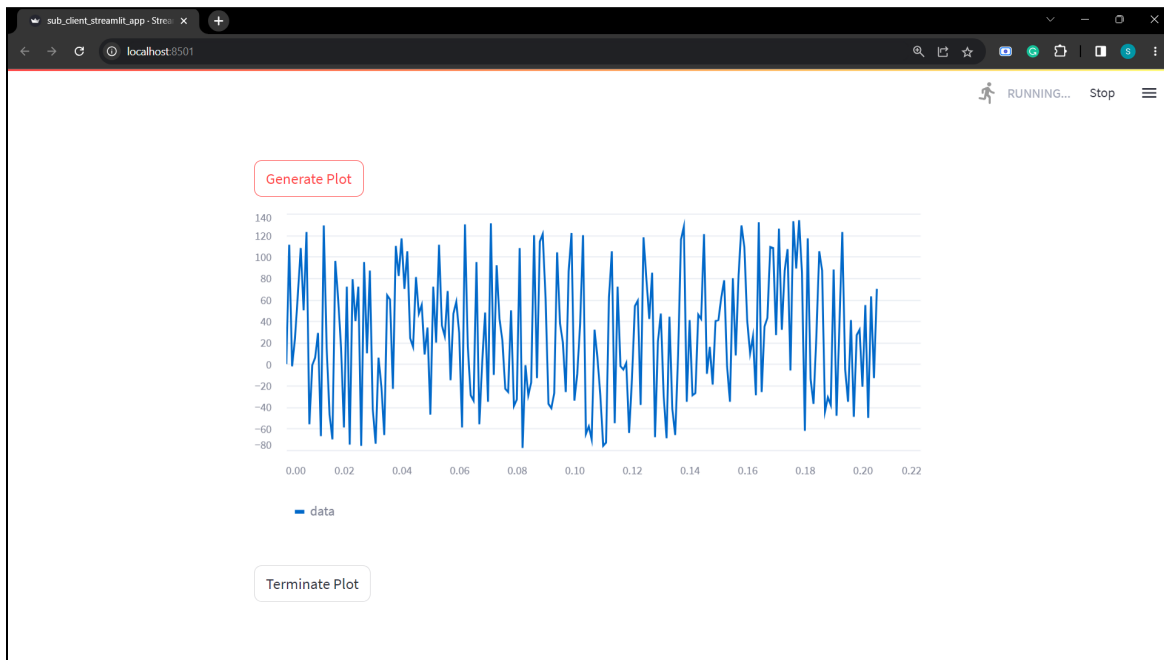 sub_client_streamlit_app · Strea
localhost:8501
RUNNING... Stop
Generate Plot
140
120
100
80
60
40
20
0
−20
−40
−60
−80
0.00 0.02 0.04 0.06 0.08 0.10 0.12 0.14 0.16 0.18 0.20 0.22
data
Terminate Plot
S